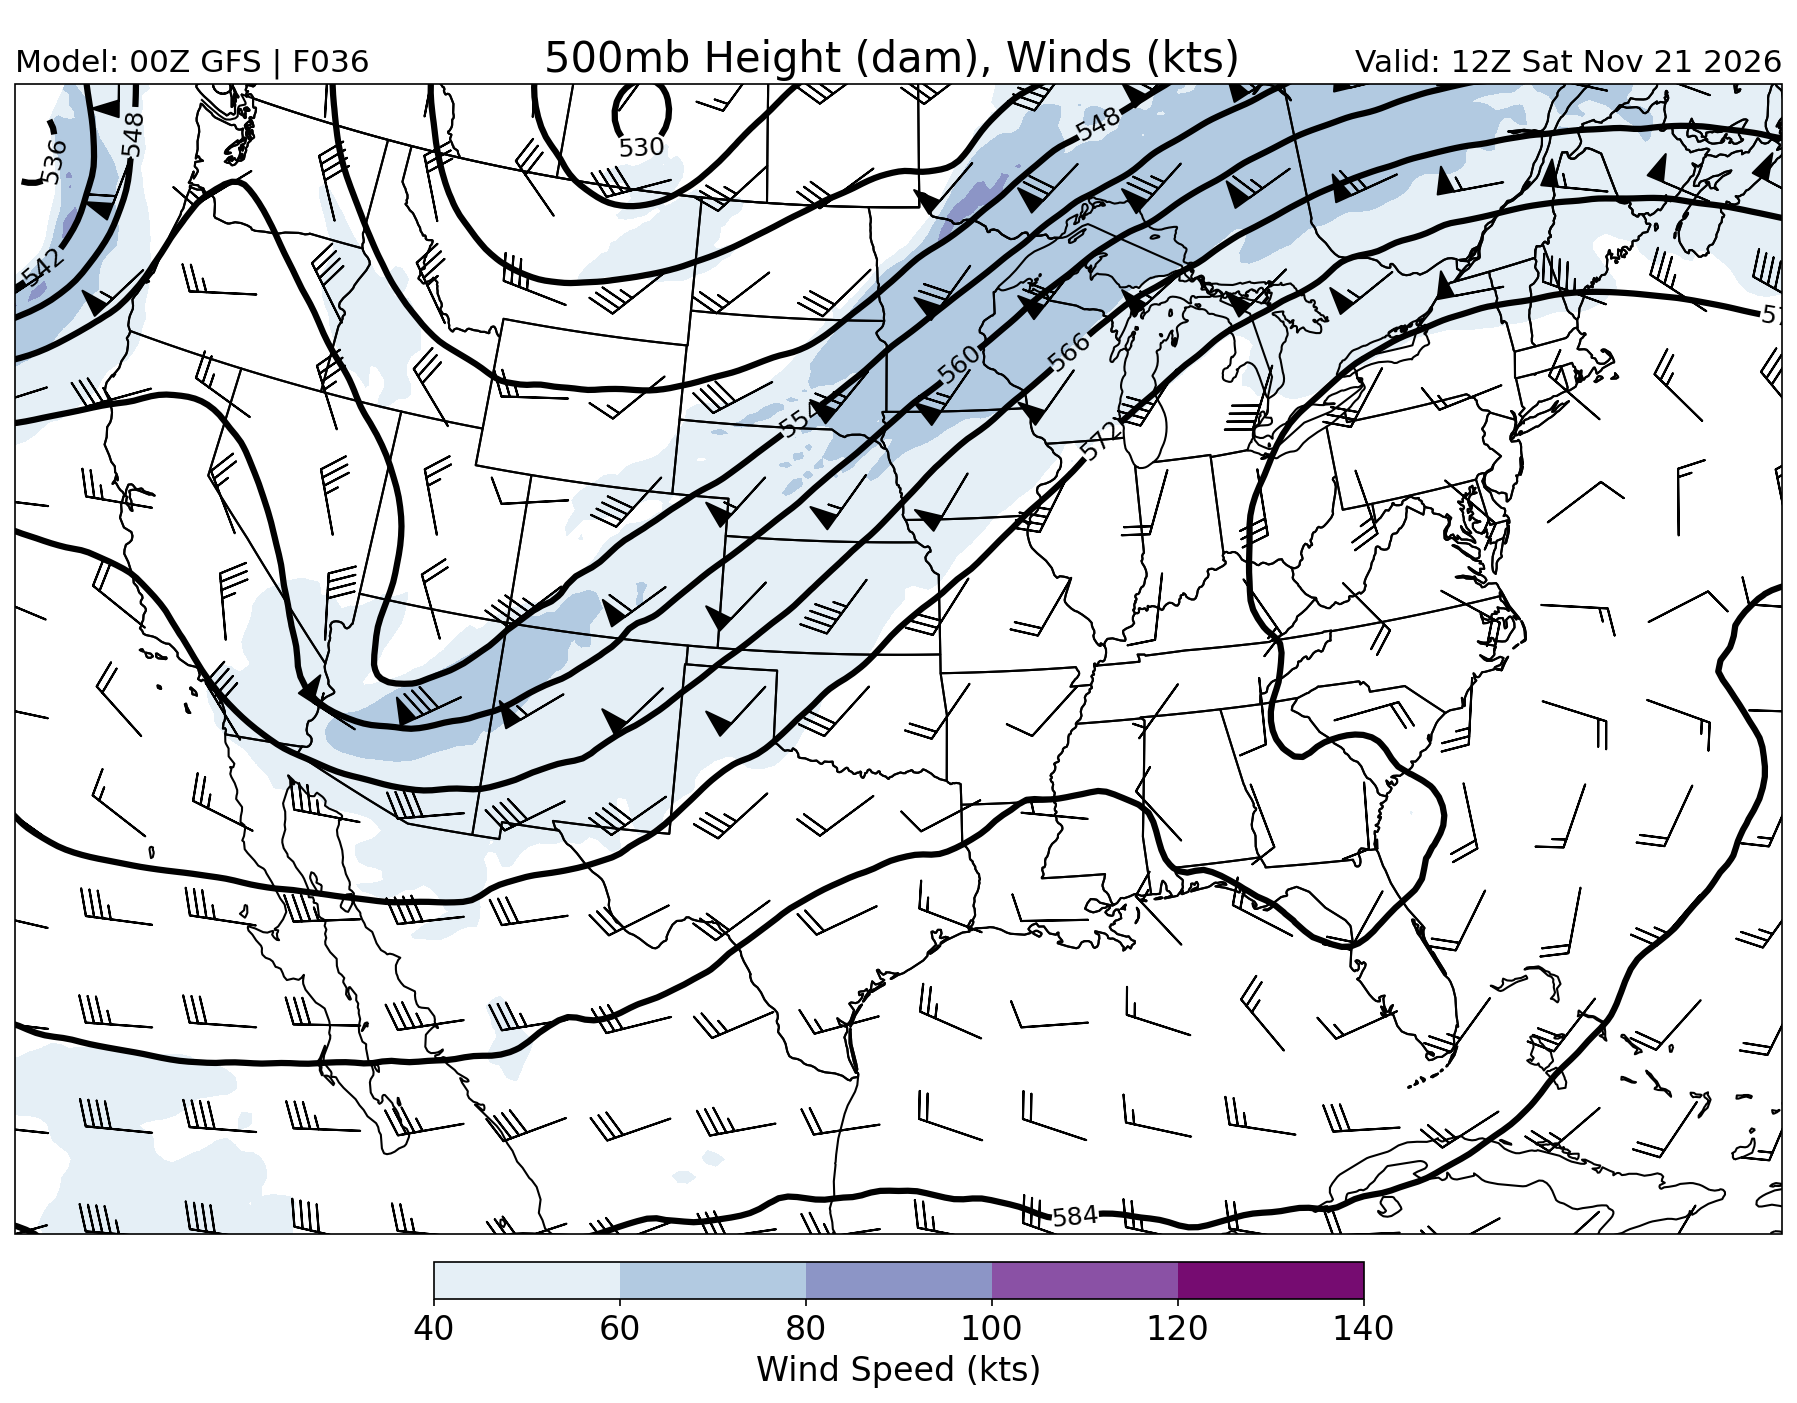 Model: 00Z GFS | F036
500mb Height (dam), Winds (kts)
Valid: 12Z Sat Nov 21 2026
548
548
536
530
542
57
560
566
554
572
584
40 60 80 100 120 140
Wind Speed (kts)